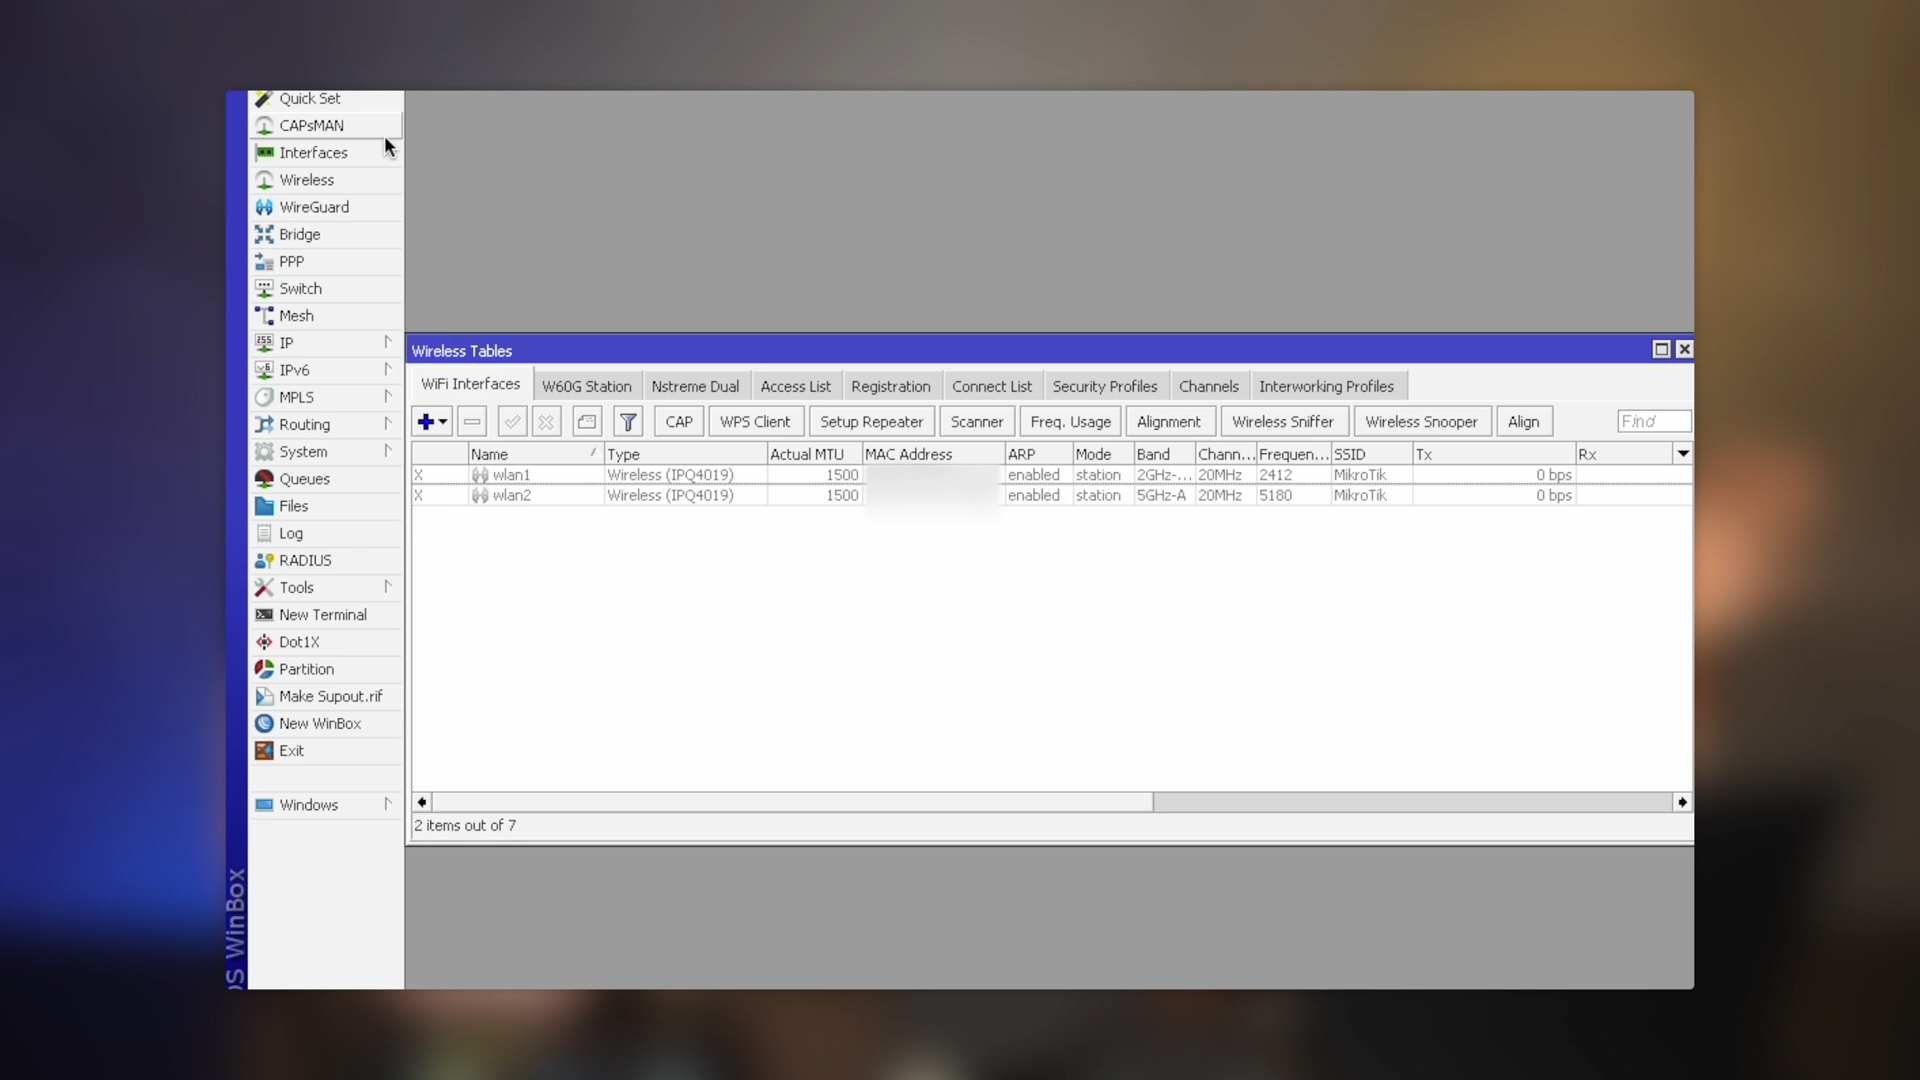 Quick Set
CAPsMAN
Interfaces
Wireless
WireGuard
Bridge
PPP
Switch
Mesh
255 IP
v6 IPv6
MPLS
Routing
System
Queues
Files
Log
RADIUS
Tools
New Terminal
Dot1X
Partition
Make Supout.rif
New WinBox
Exit
Windows
OS WinBox
Wireless Tables
WiFi Interfaces W60G Station Nstreme Dual Access List Registration Connect List Security Profiles Channels Interworking Profiles
CAP WPS Client Setup Repeater Scanner Freq. Usage Alignment Wireless Sniffer Wireless Snooper Align Find
Name / Type Actual MTU MAC Address ARP Mode Band Chann... Frequen... SSID Tx Rx
X wlan1 Wireless (IPQ4019) 1500 enabled station 2GHz-... 20MHz 2412 MikroTik 0 bps
X wlan2 Wireless (IPQ4019) 1500 enabled station 5GHz-A 20MHz 5180 MikroTik 0 bps
2 items out of 7